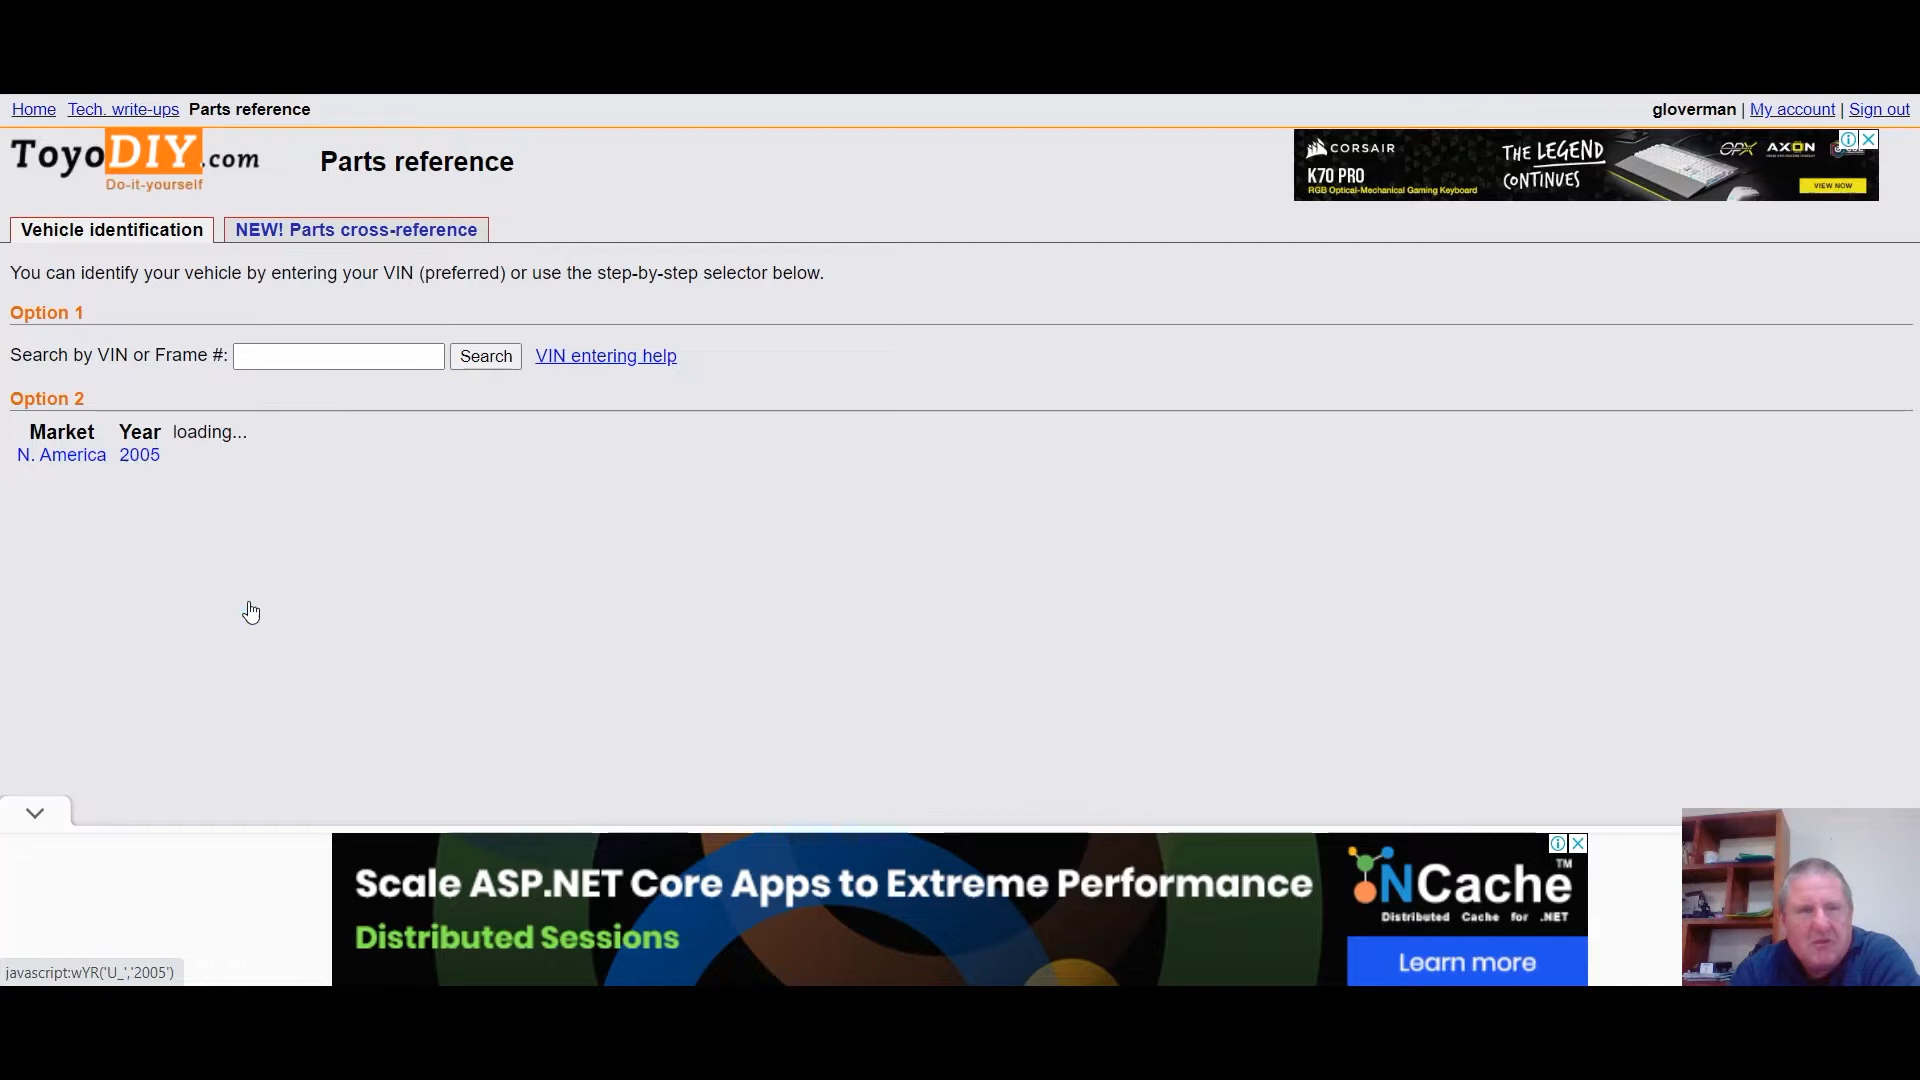 Home Tech. write-ups Parts reference
gloverman | My account | Sign out
ToyoDIY.com
Do-it-yourself
Parts reference
CORSAIR
K70 PRO
RGB Optical-Mechanical Gaming Keyboard
THE LEGEND
CONTINUES
OPX AXON
VIEW NOW
Vehicle identification NEW! Parts cross-reference
You can identify your vehicle by entering your VIN (preferred) or use the step-by-step selector below.
Option 1
Search by VIN or Frame #: Search VIN entering help
Option 2
Market Year loading...
N. America 2005
Scale ASP.NET Core Apps to Extreme Performance
Distributed Sessions
NCache™
Distributed Cache for .NET
Learn more
javascript:wYR('U_','2005')